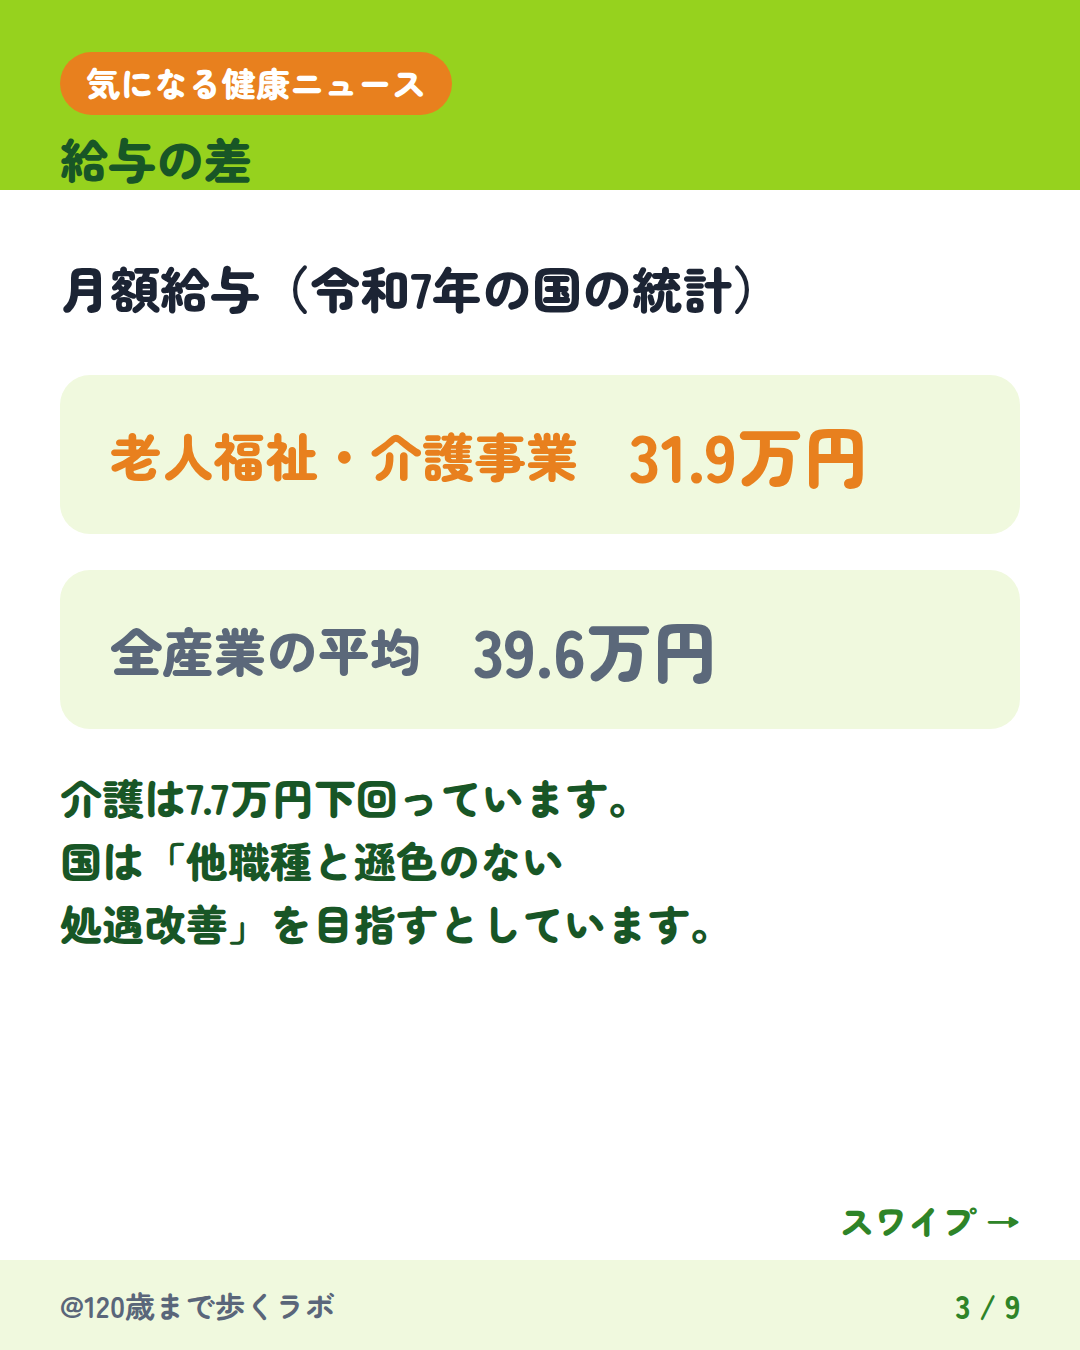 気になる健康ニュース
給与の差
月額給与（令和7年の国の統計）
老人福祉・介護事業　31.9万円
全産業の平均　39.6万円
介護は7.7万円下回っています。
国は「他職種と遜色のない
処遇改善」を目指すとしています。
スワイプ →
@120歳まで歩くラボ
3 / 9